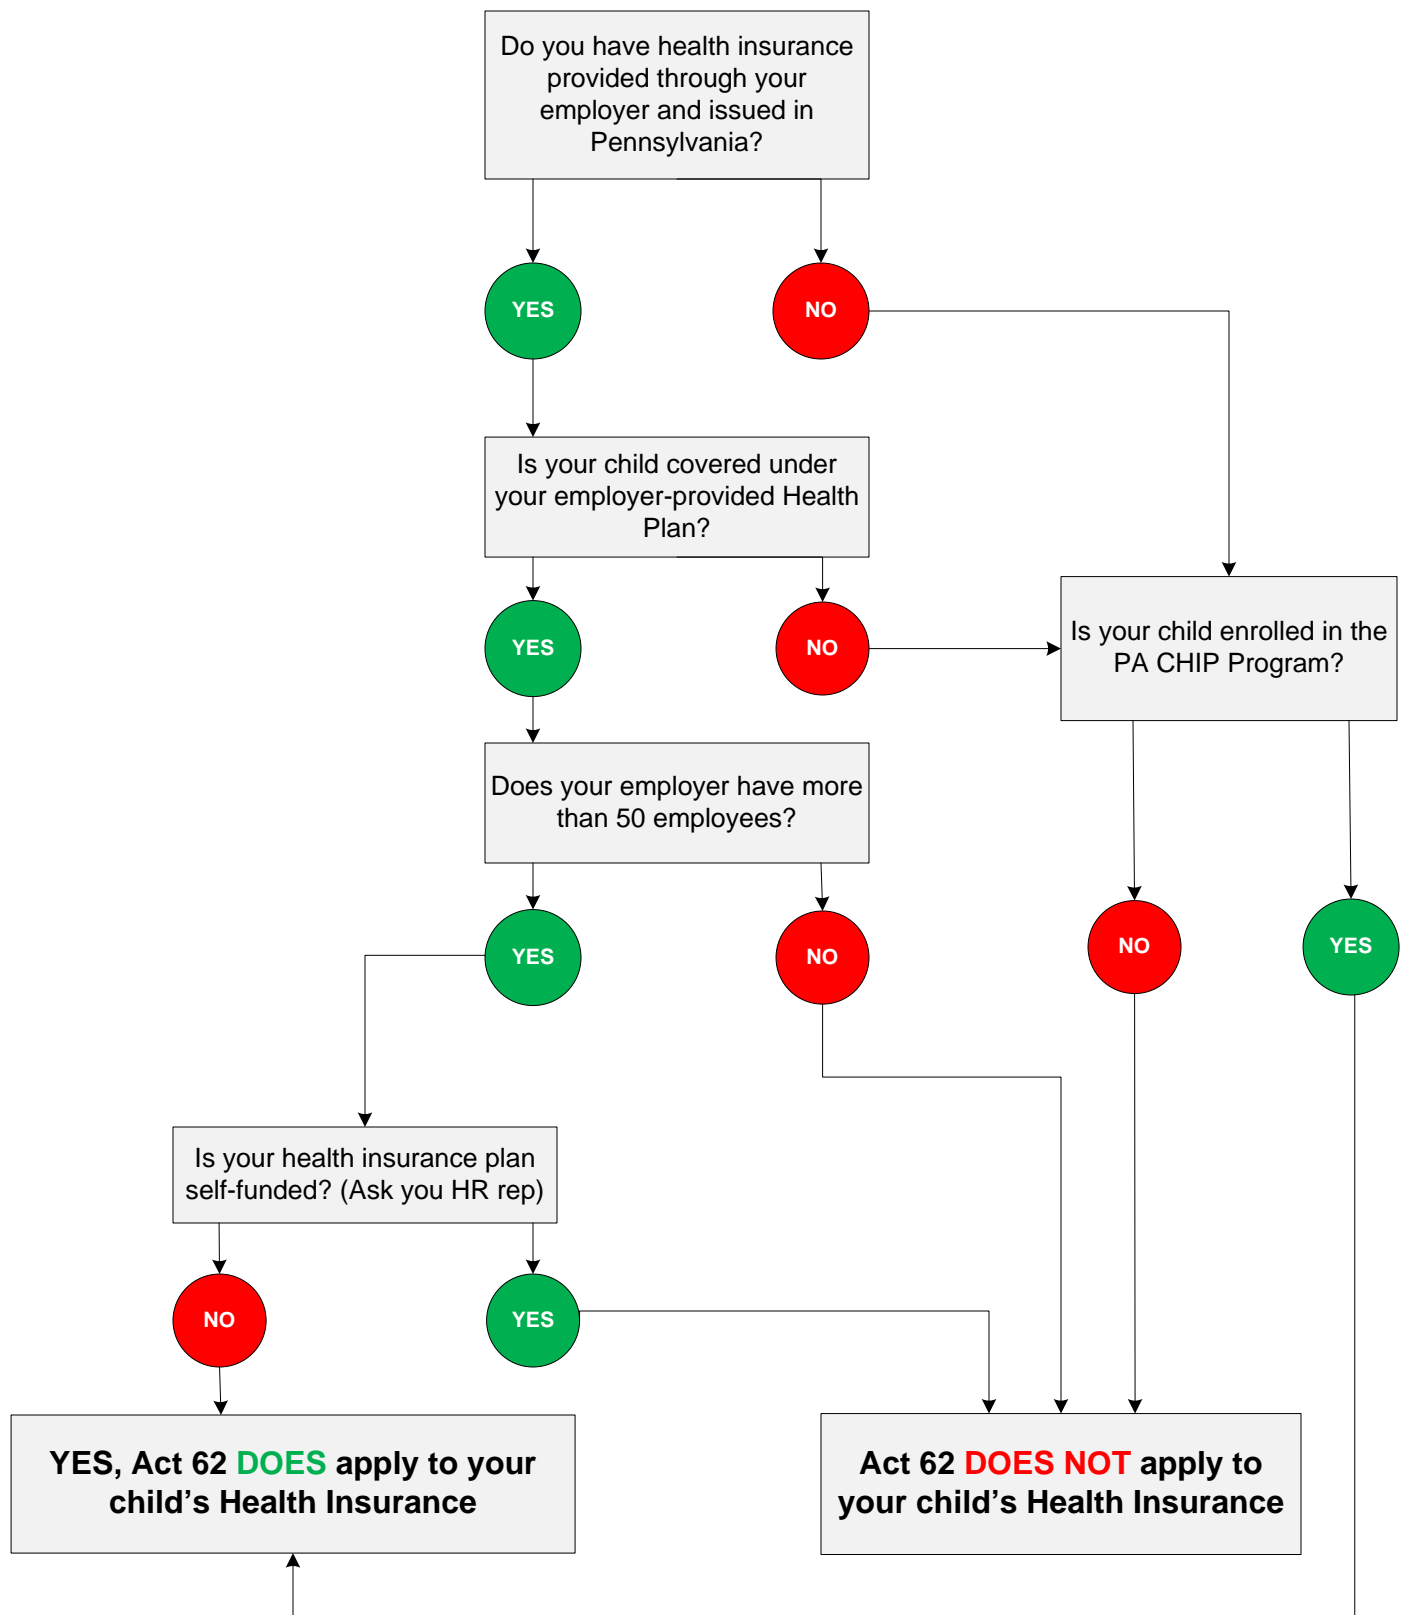 Do you have health insurance
provided through your
employer and issued in
Pennsylvania?
YES
NO
Is your child covered under
your employer-provided Health
Plan?
YES
NO
Is your child enrolled in the
PA CHIP Program?
Does your employer have more
than 50 employees?
YES
NO
NO
YES
Is your health insurance plan
self-funded? (Ask you HR rep)
NO
YES
YES, Act 62 DOES apply to your
child’s Health Insurance
Act 62 DOES NOT apply to
your child’s Health Insurance